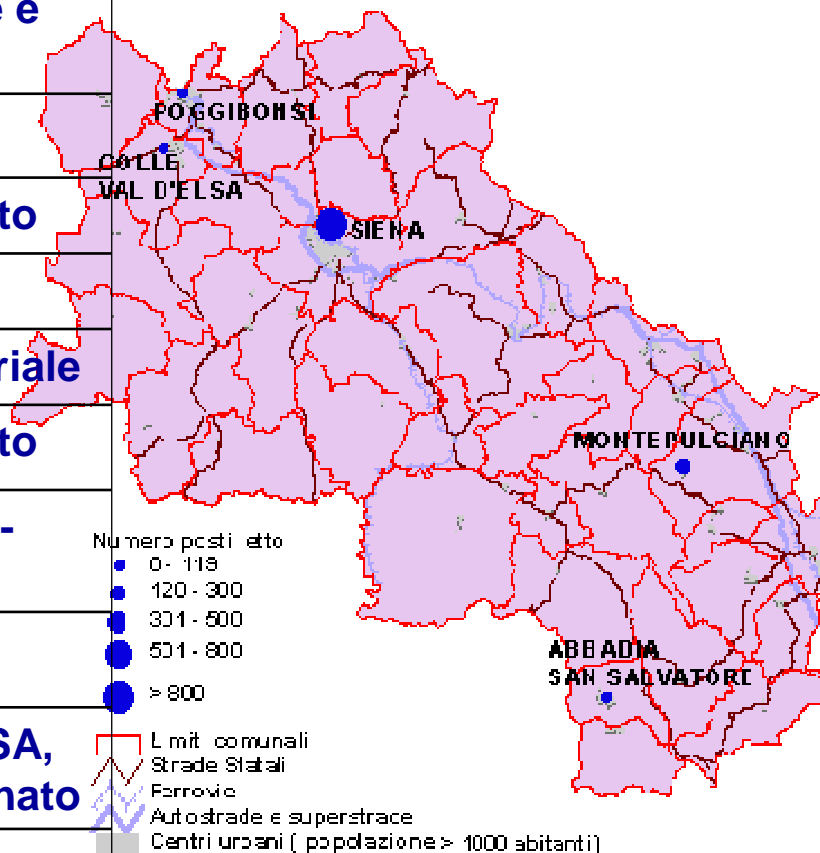 e e
POGGIBONSI
COLLE
VAL D'ELSA
to
SIENA
riale
to
MONTEPULCIANO
-
Numero posti letto
0 - 119
120 - 300
301 - 500
501 - 800
> 800
ABBADIA
SAN SALVATORE
SA,
nato
Limiti comunali
Strade Statali
Ferrovie
Autostrade e superstrade
Centri urbani ( popolazione > 1000 abitanti)